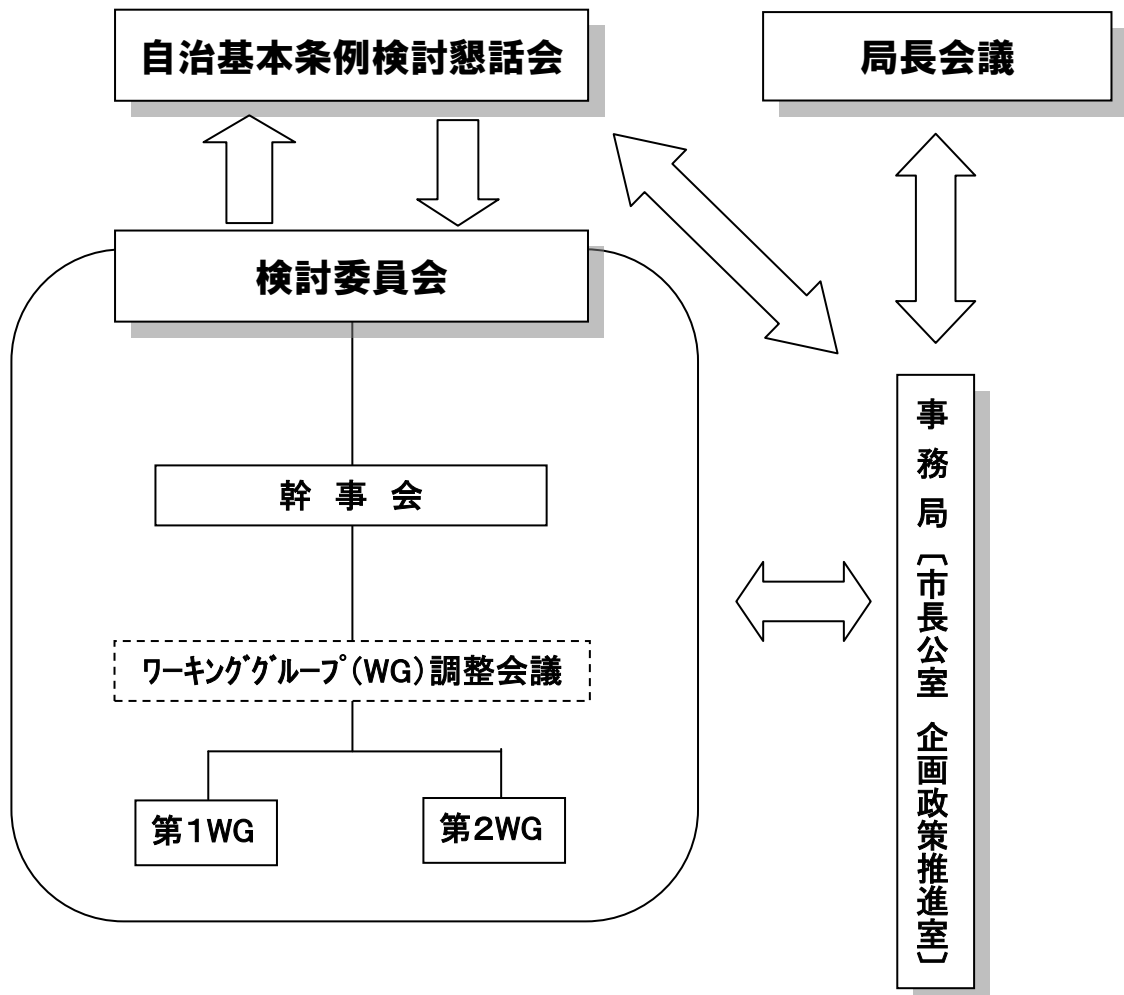 自治基本条例検討懇話会
局長会議
検討委員会
幹　事　会
ﾜｰｷﾝｸﾞｸﾞﾙｰﾌﾟ(WG)調整会議
第１WG
第２WG
事務局〔市長公室　企画政策推進室〕